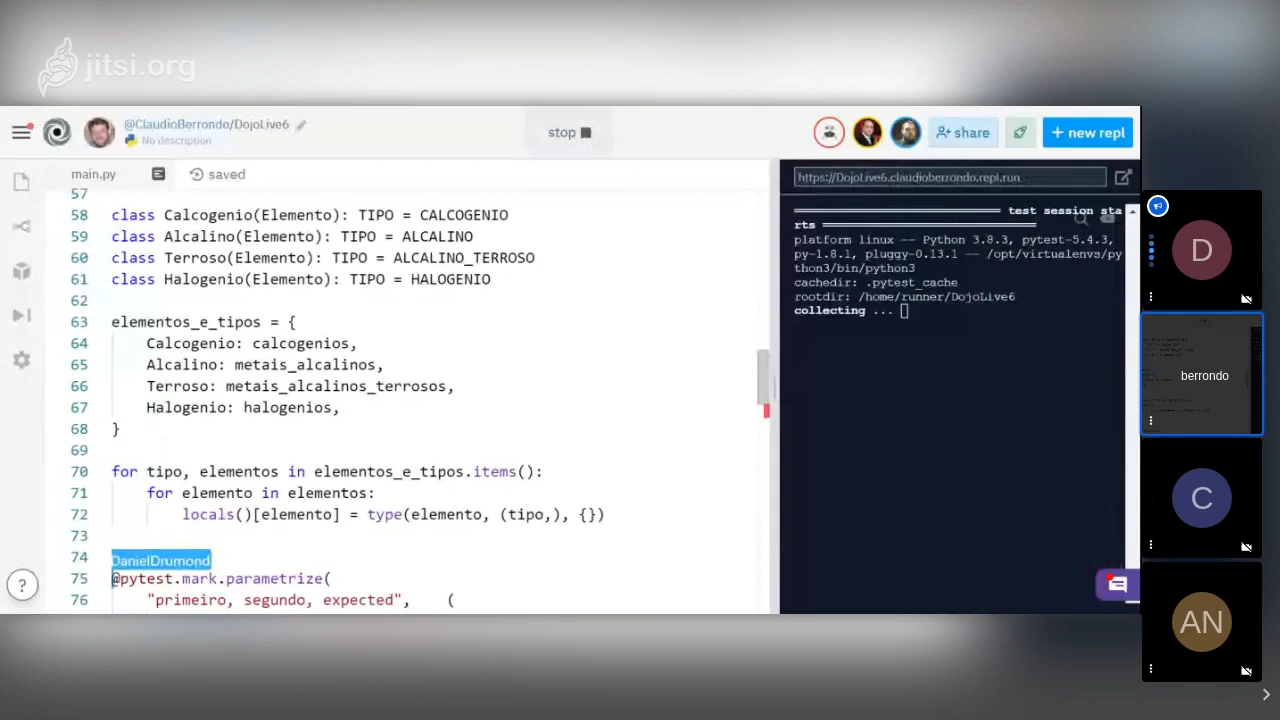 jitsi.org
@ClaudioBerrondo/DojoLive6
No description
stop
share
+ new repl
main.py
saved
https://DojoLive6.claudioberrondo.repl.run
57
58 class Calcogenio(Elemento): TIPO = CALCOGENIO
59 class Alcalino(Elemento): TIPO = ALCALINO
60 class Terroso(Elemento): TIPO = ALCALINO_TERROSO
61 class Halogenio(Elemento): TIPO = HALOGENIO
62
63 elementos_e_tipos = {
64 Calcogenio: calcogenios,
65 Alcalino: metais_alcalinos,
66 Terroso: metais_alcalinos_terrosos,
67 Halogenio: halogenios,
68 }
69
70 for tipo, elementos in elementos_e_tipos.items():
71 for elemento in elementos:
72 locals()[elemento] = type(elemento, (tipo,), {})
73
74
DanielDrumond
75 @pytest.mark.parametrize(
76 "primeiro, segundo, expected", (
?
test session sta
rts
platform linux -- Python 3.8.3, pytest-5.4.3,
py-1.8.1, pluggy-0.13.1 -- /opt/virtualenvs/py
thon3/bin/python3
cachedir: .pytest_cache
rootdir: /home/runner/DojoLive6
collecting ...
D
berrondo
C
AN